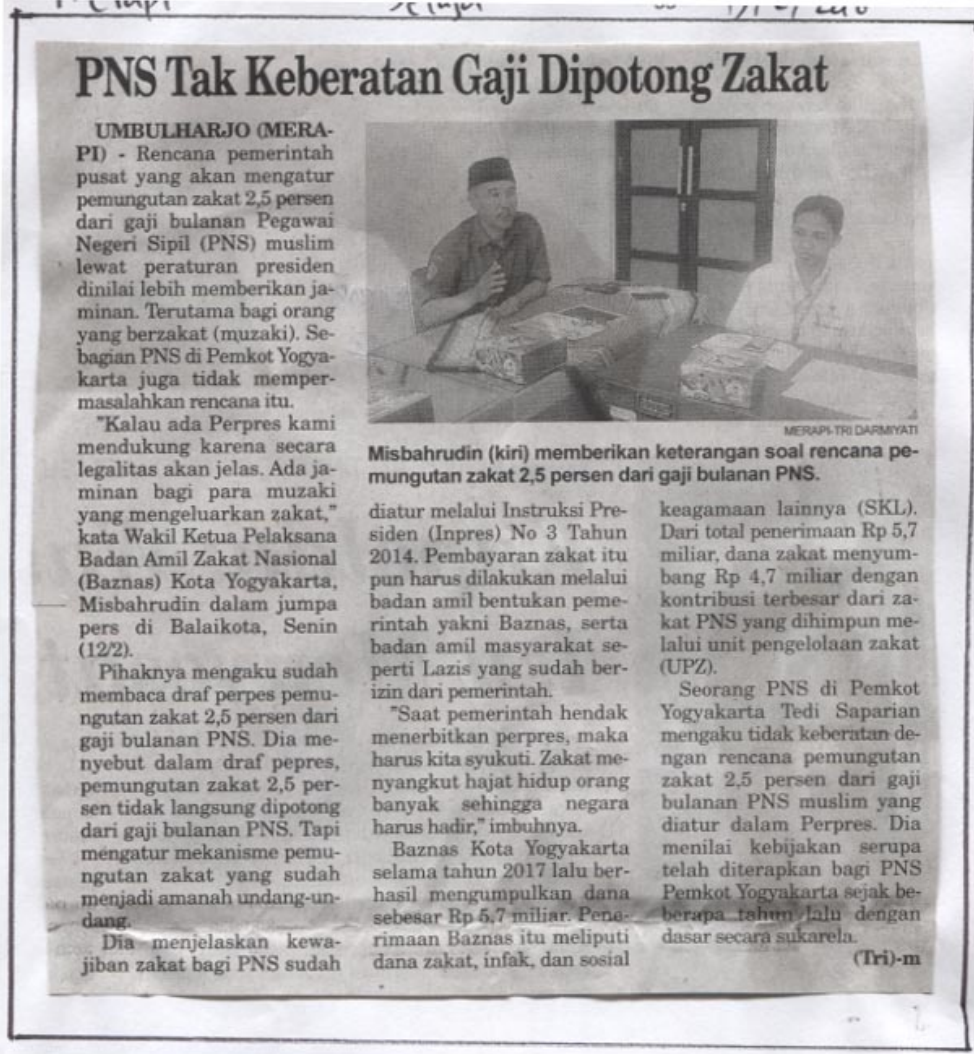 PNS Tak Keberatan Gaji Dipotong Zakat
UMBULHARJO (MERA-
PI) - Rencana pemerintah
pusat yang akan mengatur
pemungutan zakat 2,5 persen
dari gaji bulanan Pegawai
Negeri Sipil (PNS) muslim
lewat peraturan presiden
dinilai lebih memberikan ja-
minan. Terutama bagi orang
yang berzakat (muzaki). Se-
bagian PNS di Pemkot Yogya-
karta juga tidak memper-
masalahkan rencana itu.
"Kalau ada Perpres kami
mendukung karena secara
legalitas akan jelas. Ada ja-
minan bagi para muzaki
yang mengeluarkan zakat,"
kata Wakil Ketua Pelaksana
Badan Amil Zakat Nasional
(Baznas) Kota Yogyakarta,
Misbahrudin dalam jumpa
pers di Balaikota, Senin
(12/2).
Pihaknya mengaku sudah
membaca draf perpes pemu-
ngutan zakat 2,5 persen dari
gaji bulanan PNS. Dia me-
nyebut dalam draf pepres,
pemungutan zakat 2,5 per-
sen tidak langsung dipotong
dari gaji bulanan PNS. Tapi
mengatur mekanisme pemu-
ngutan zakat yang sudah
menjadi amanah undang-un-
dang.
Dia menjelaskan kewa-
jiban zakat bagi PNS sudah
MERAPI-TRI DARMIYATI
Misbahrudin (kiri) memberikan keterangan soal rencana pe-
mungutan zakat 2,5 persen dari gaji bulanan PNS.
diatur melalui Instruksi Pre-
siden (Inpres) No 3 Tahun
2014. Pembayaran zakat itu
pun harus dilakukan melalui
badan amil bentukan peme-
rintah yakni Baznas, serta
badan amil masyarakat se-
perti Lazis yang sudah ber-
izin dari pemerintah.
"Saat pemerintah hendak
menerbitkan perpres, maka
harus kita syukuti. Zakat me-
nyangkut hajat hidup orang
banyak sehingga negara
harus hadir," imbuhnya.
Baznas Kota Yogyakarta
selama tahun 2017 lalu ber-
hasil mengumpulkan dana
sebesar Rp 5,7 miliar. Pene-
rimaan Baznas itu meliputi
dana zakat, infak, dan sosial
keagamaan lainnya (SKL).
Dari total penerimaan Rp 5,7
miliar, dana zakat menyum-
bang Rp 4,7 miliar dengan
kontribusi terbesar dari za-
kat PNS yang dihimpun me-
lalui unit pengelolaan zakat
(UPZ).
Seorang PNS di Pemkot
Yogyakarta Tedi Saparian
mengaku tidak keberatan de-
ngan rencana pemungutan
zakat 2,5 persen dari gaji
bulanan PNS muslim yang
diatur dalam Perpres. Dia
menilai kebijakan serupa
telah diterapkan bagi PNS
Pemkot Yogyakarta sejak be-
berapa tahun lalu dengan
dasar secara sukarela.
(Tri)-m